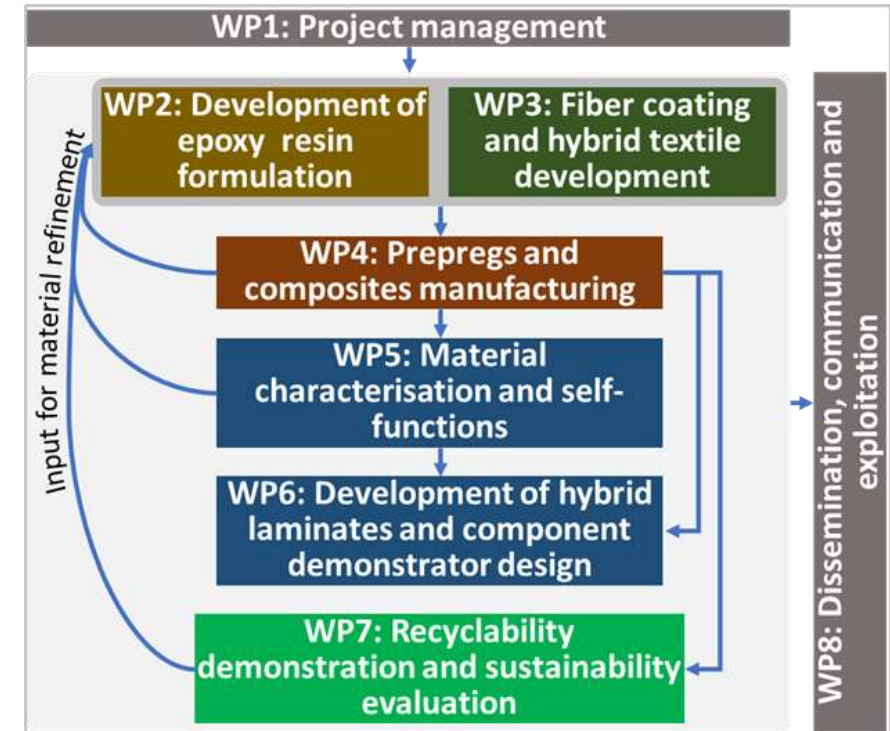 WP1: Project management
WP2: Development of
epoxy resin
formulation
WP3: Fiber coating
and hybrid textile
development
Input for material refinement
WP4: Prepregs and
composites manufacturing
WP5: Material
characterisation and self-
functions
WP6: Development of hybrid
laminates and component
demonstrator design
WP7: Recyclability
demonstration and sustainability
evaluation
WP8: Dissemination, communication and
exploitation